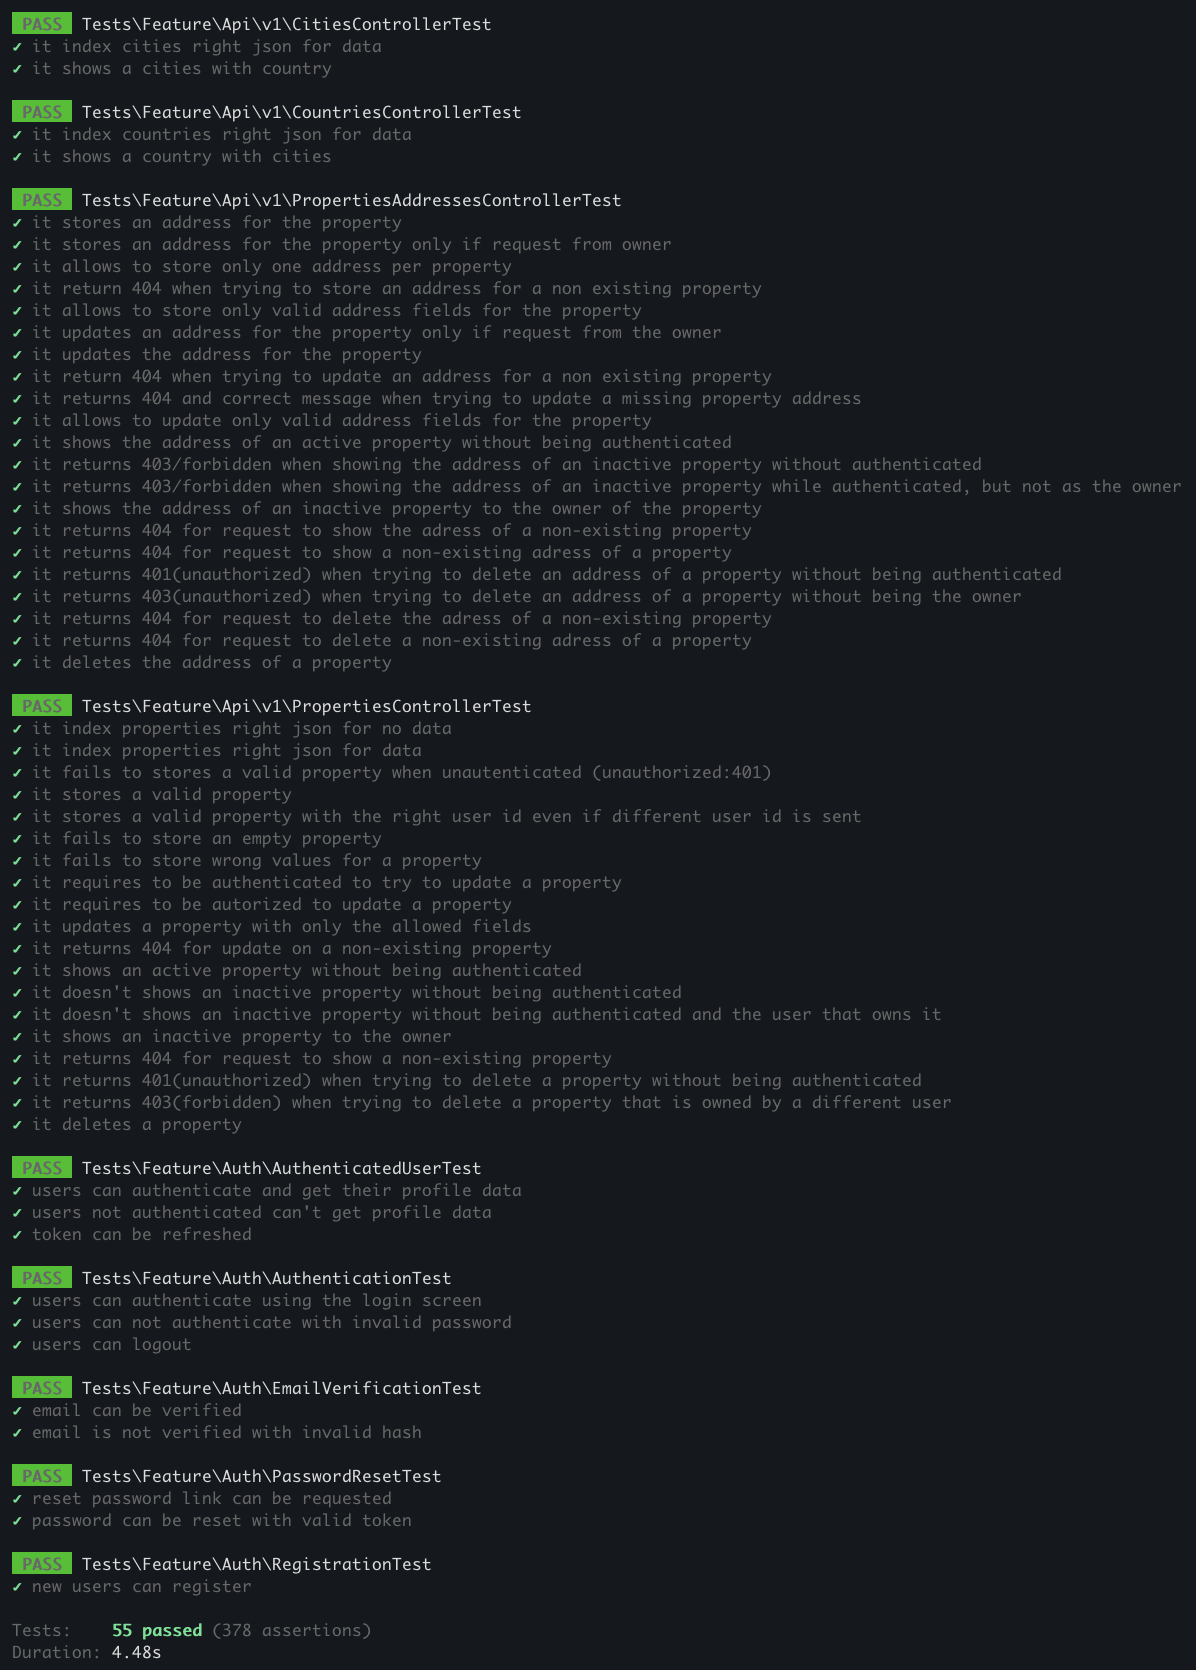 PASS Tests\Feature\Api\v1\CitiesControllerTest
✓ it index cities right json for data
✓ it shows a cities with country
PASS Tests\Feature\Api\v1\CountriesControllerTest
✓ it index countries right json for data
✓ it shows a country with cities
PASS Tests\Feature\Api\v1\PropertiesAddressesControllerTest
✓ it stores an address for the property
✓ it stores an address for the property only if request from owner
✓ it allows to store only one address per property
✓ it return 404 when trying to store an address for a non existing property
✓ it allows to store only valid address fields for the property
✓ it updates an address for the property only if request from the owner
✓ it updates the address for the property
✓ it return 404 when trying to update an address for a non existing property
✓ it returns 404 and correct message when trying to update a missing property address
✓ it allows to update only valid address fields for the property
✓ it shows the address of an active property without being authenticated
✓ it returns 403/forbidden when showing the address of an inactive property without authenticated
✓ it returns 403/forbidden when showing the address of an inactive property while authenticated, but not as the owner
✓ it shows the address of an inactive property to the owner of the property
✓ it returns 404 for request to show the adress of a non-existing property
✓ it returns 404 for request to show a non-existing adress of a property
✓ it returns 401(unauthorized) when trying to delete an address of a property without being authenticated
✓ it returns 403(unauthorized) when trying to delete an address of a property without being the owner
✓ it returns 404 for request to delete the adress of a non-existing property
✓ it returns 404 for request to delete a non-existing adress of a property
✓ it deletes the address of a property
PASS Tests\Feature\Api\v1\PropertiesControllerTest
✓ it index properties right json for no data
✓ it index properties right json for data
✓ it fails to stores a valid property when unautenticated (unauthorized:401)
✓ it stores a valid property
✓ it stores a valid property with the right user id even if different user id is sent
✓ it fails to store an empty property
✓ it fails to store wrong values for a property
✓ it requires to be authenticated to try to update a property
✓ it requires to be autorized to update a property
✓ it updates a property with only the allowed fields
✓ it returns 404 for update on a non-existing property
✓ it shows an active property without being authenticated
✓ it doesn't shows an inactive property without being authenticated
✓ it doesn't shows an inactive property without being authenticated and the user that owns it
✓ it shows an inactive property to the owner
✓ it returns 404 for request to show a non-existing property
✓ it returns 401(unauthorized) when trying to delete a property without being authenticated
✓ it returns 403(forbidden) when trying to delete a property that is owned by a different user
✓ it deletes a property
PASS Tests\Feature\Auth\AuthenticatedUserTest
✓ users can authenticate and get their profile data
✓ users not authenticated can't get profile data
✓ token can be refreshed
PASS Tests\Feature\Auth\AuthenticationTest
✓ users can authenticate using the login screen
✓ users can not authenticate with invalid password
✓ users can logout
PASS Tests\Feature\Auth\EmailVerificationTest
✓ email can be verified
✓ email is not verified with invalid hash
PASS Tests\Feature\Auth\PasswordResetTest
✓ reset password link can be requested
✓ password can be reset with valid token
PASS Tests\Feature\Auth\RegistrationTest
✓ new users can register
Tests: 55 passed (378 assertions)
Duration: 4.48s